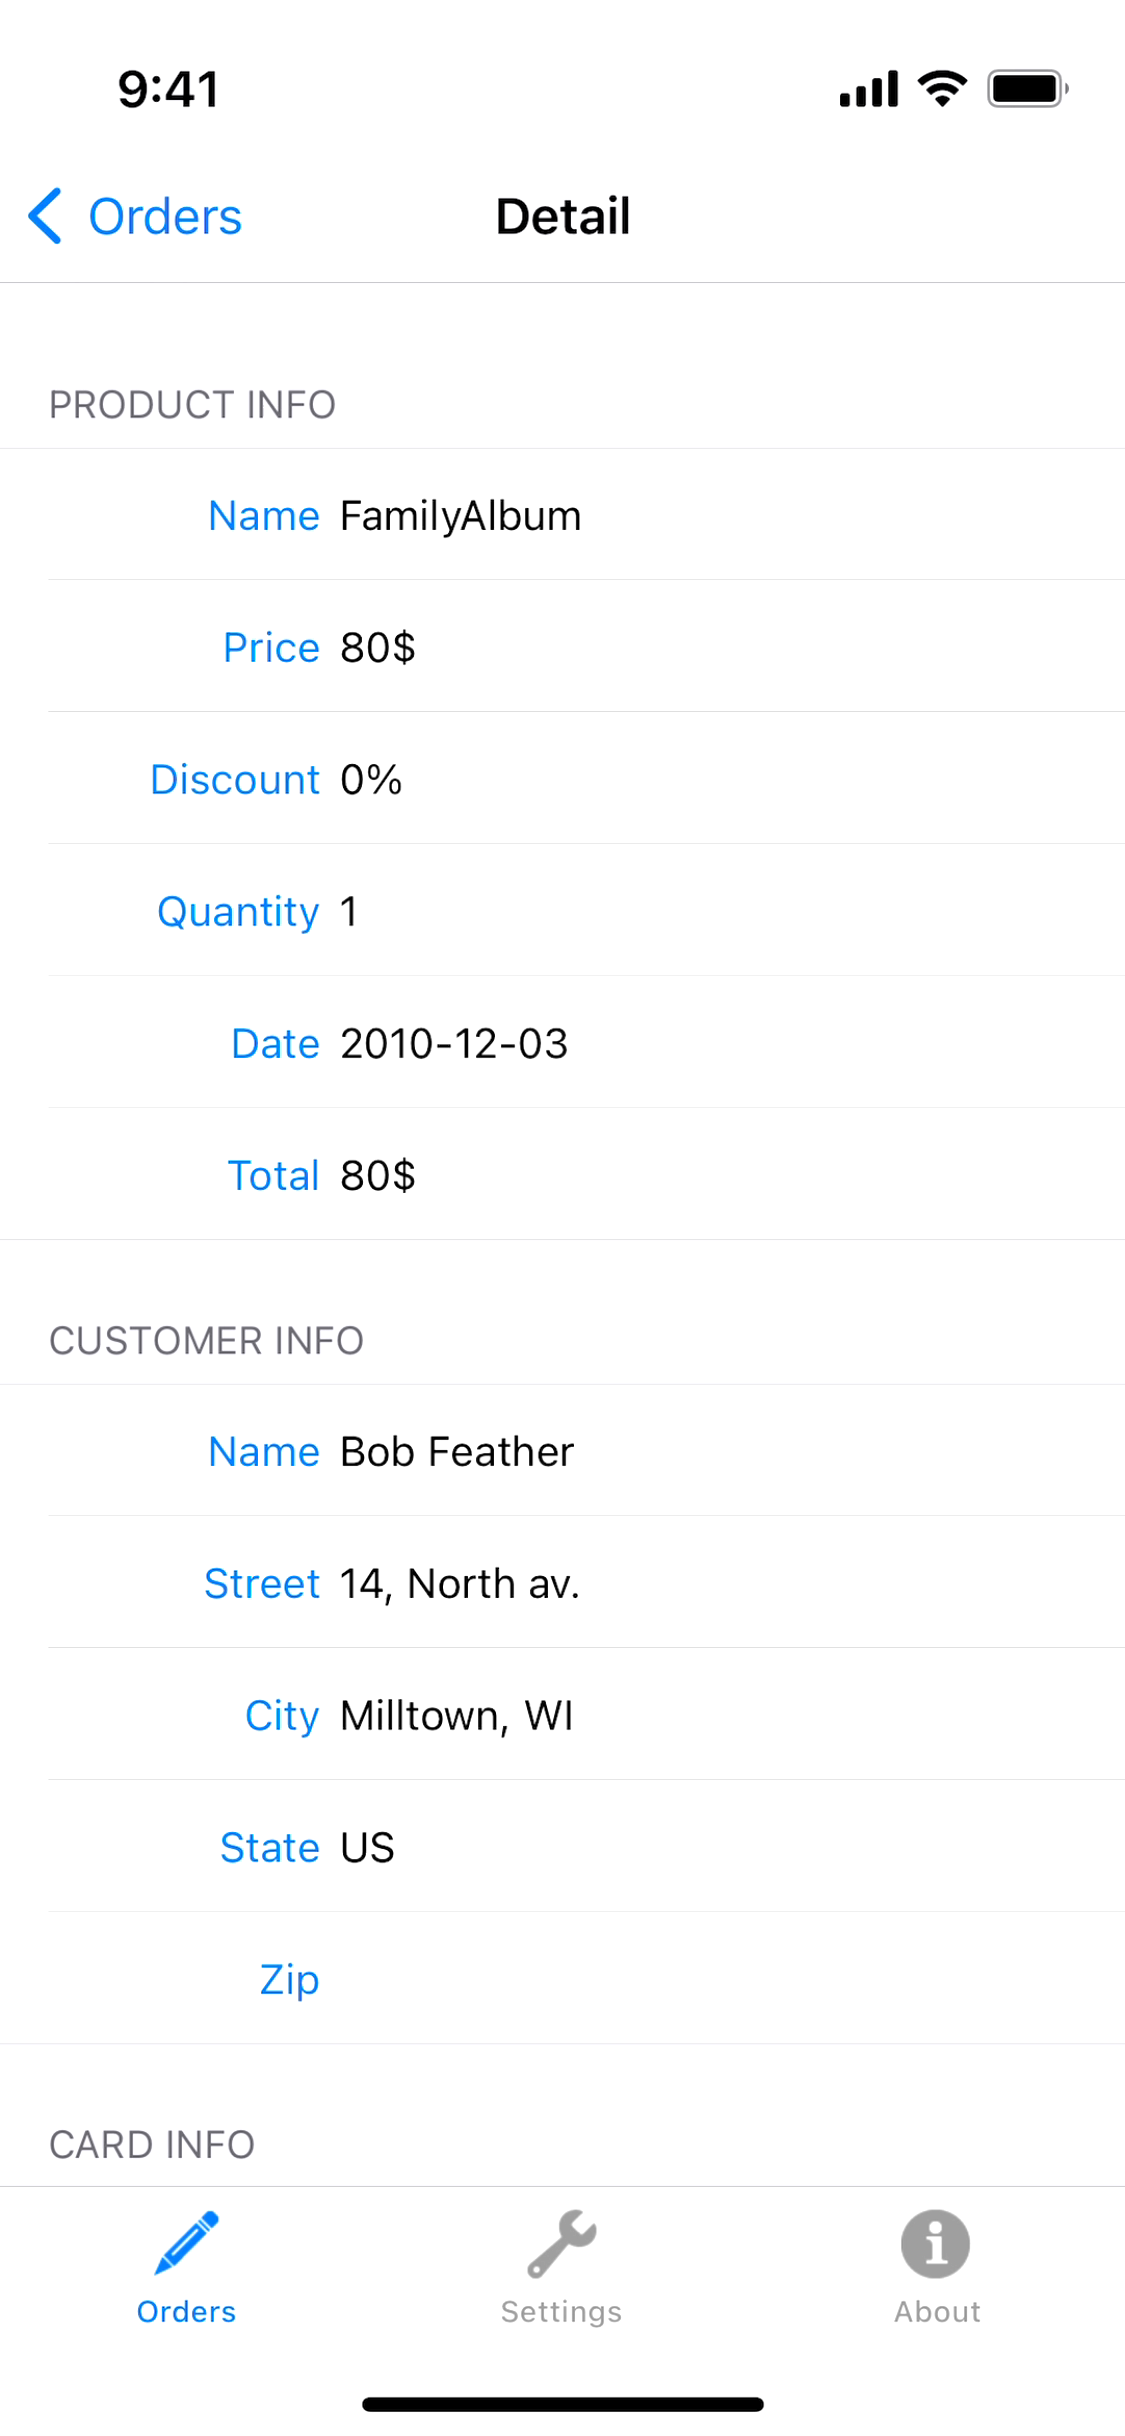 9:41
Orders
Detail
PRODUCT INFO
Name FamilyAlbum
Price 80$
Discount 0%
Quantity 1
Date 2010-12-03
Total 80$
CUSTOMER INFO
Name Bob Feather
Street 14, North av.
City Milltown, WI
State US
Zip
CARD INFO
Orders
Settings
About